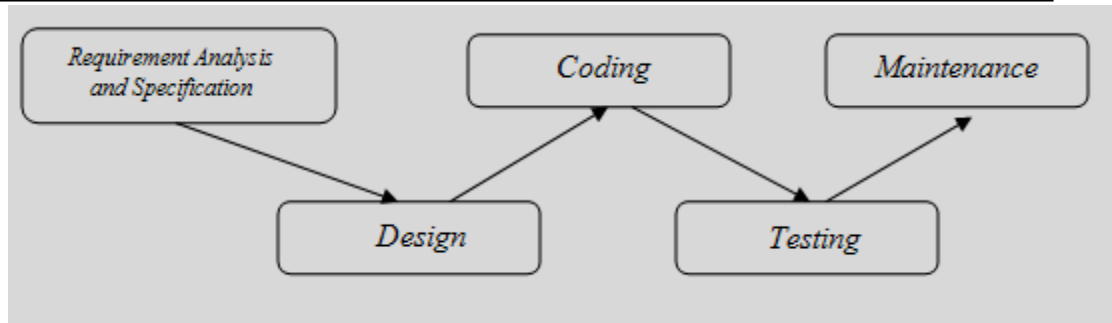 Requirement Analysis
and Specification
Design
Coding
Testing
Maintenance